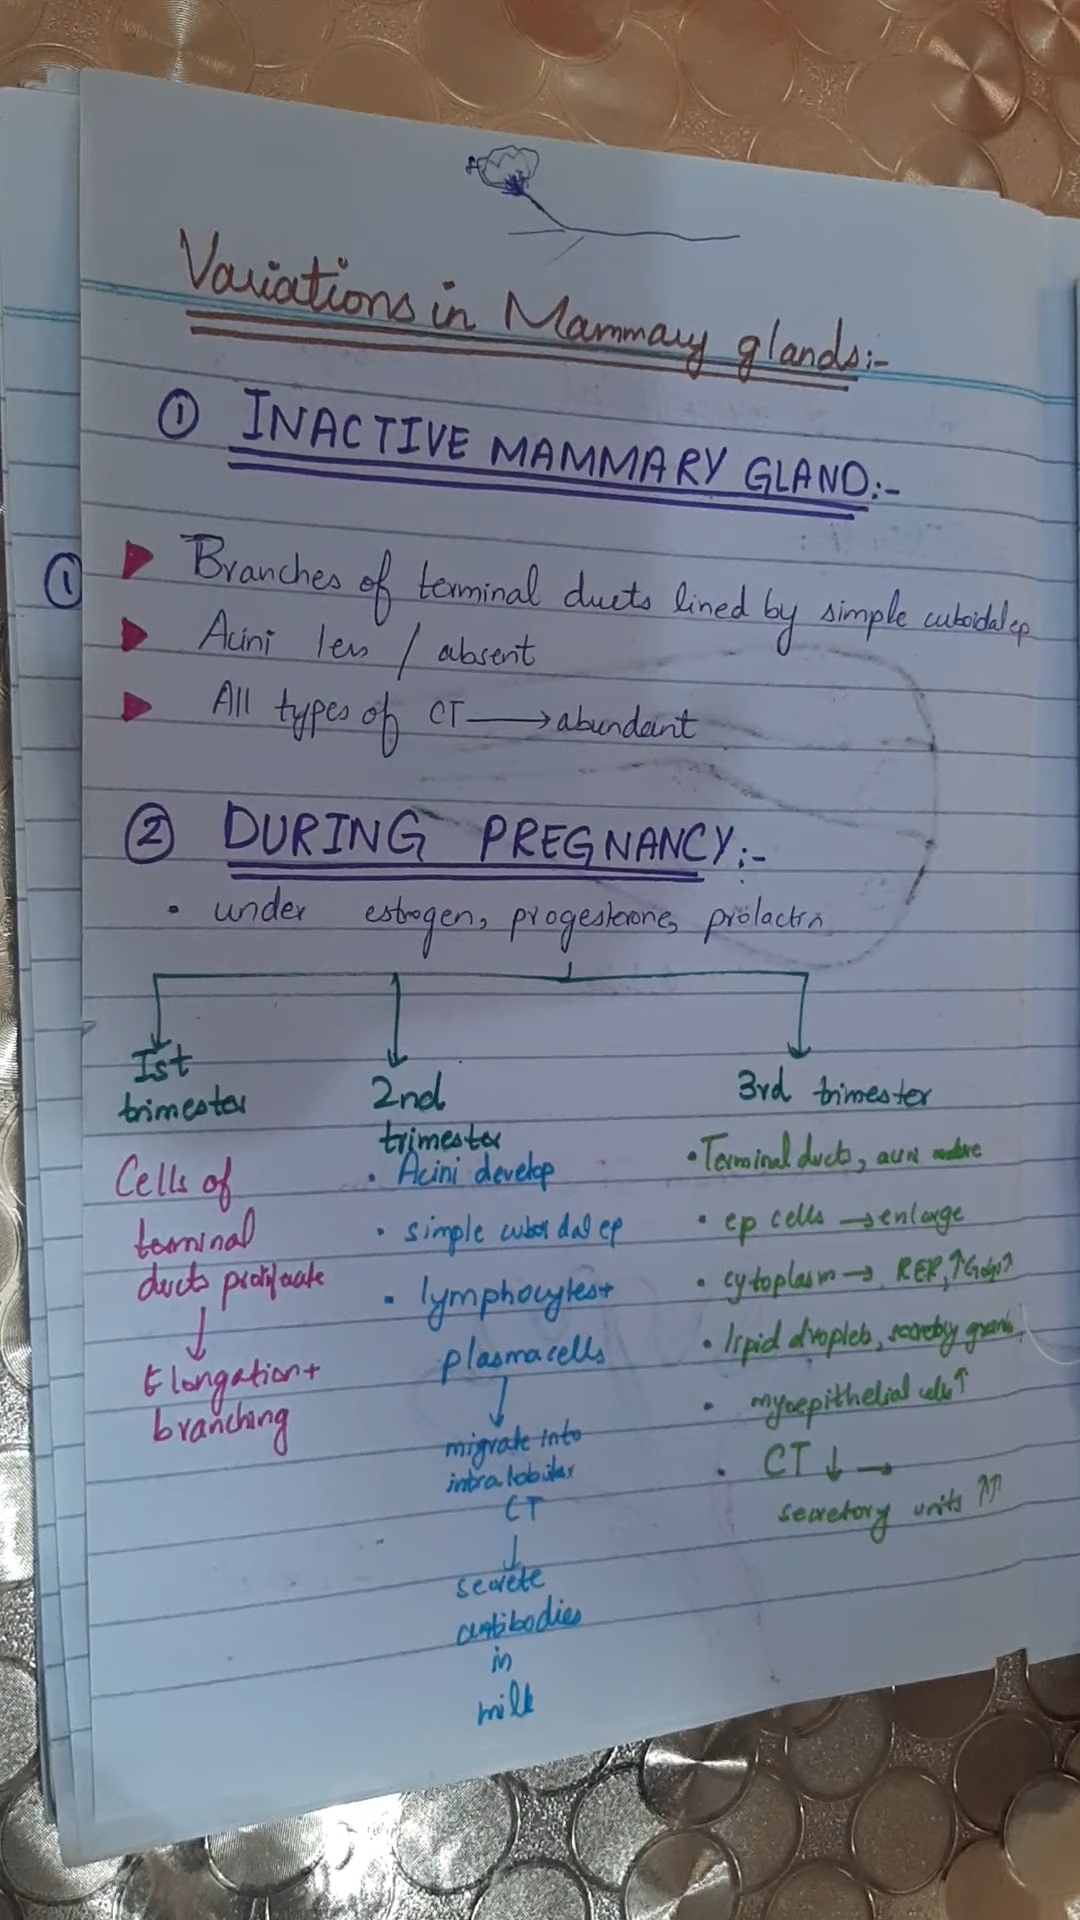 Variations in Mammary glands:-
① INACTIVE MAMMARY GLAND:-
①
Branches of terminal ducts lined by simple cuboidal ep
Acini less / absent
All types of CT → abundant
② DURING PREGNANCY:-
• under estrogen, progesterone, prolactin
Ist
trimester
Cells of
terminal
ducts proliferate
↓
Elongation +
branching
2nd
trimester
• Acini develop
• simple cuboidal ep
• lymphocytes +
plasma cells
↓
migrate into
intralobular
CT
↓
secrete
antibodies
in
milk
3rd trimester
• Terminal ducts, acini mature
• ep cells → enlarge
• cytoplasm → RER, ↑ Golgi ↑
• lipid droplets, secretory
• myoepithelial cells ↑
• CT ↓ →
secretory units ↑↑